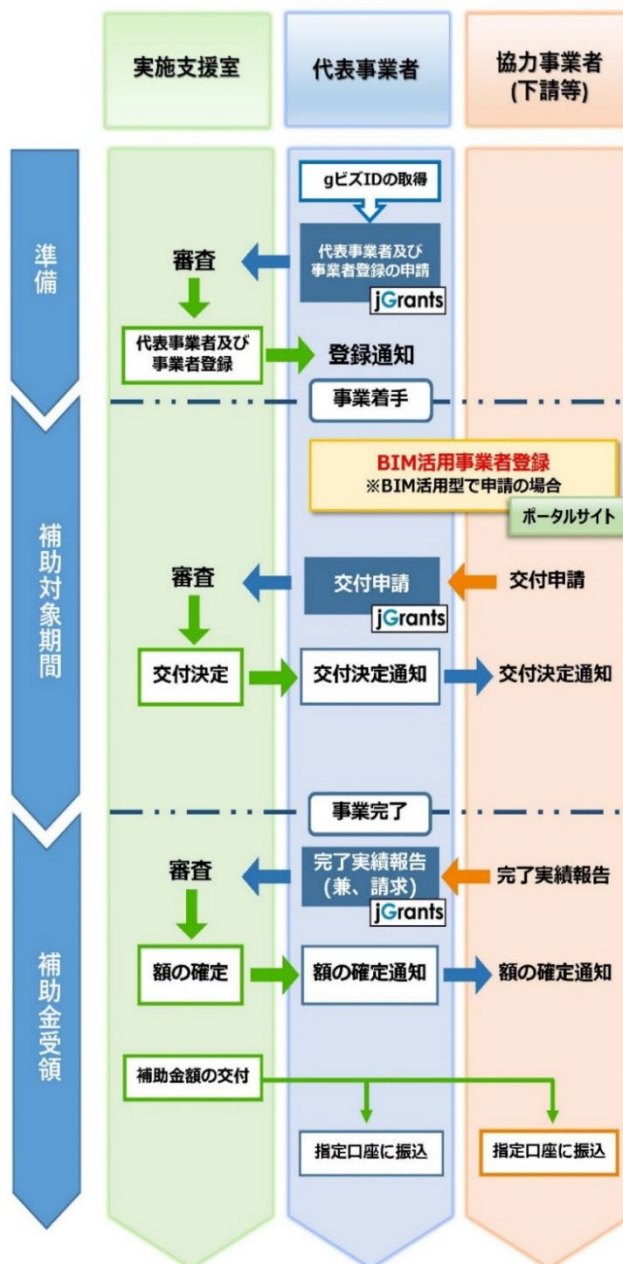 実施支援室
代表事業者
協力事業者
(下請等)
準備
gビズIDの取得
代表事業者及び
事業者登録の申請
jGrants
審査
代表事業者及び
事業者登録
登録通知
事業着手
補助対象期間
BIM活用事業者登録
※BIM活用型で申請の場合
ポータルサイト
審査
交付申請
jGrants
交付申請
交付決定
交付決定通知
交付決定通知
事業完了
補助金受領
審査
完了実績報告
(兼、請求)
jGrants
完了実績報告
額の確定
額の確定通知
額の確定通知
補助金額の交付
指定口座に振込
指定口座に振込